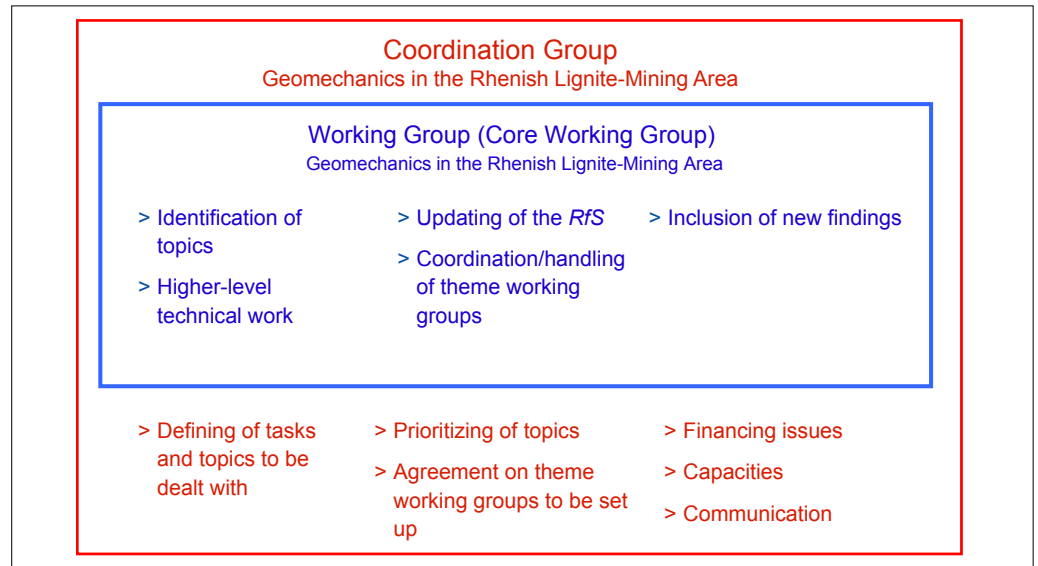 Coordination Group
Geomechanics in the Rhenish Lignite-Mining Area
Working Group (Core Working Group)
Geomechanics in the Rhenish Lignite-Mining Area
> Identification of
topics
> Higher-level
technical work
> Updating of the RfS
> Coordination/handling
of theme working
groups
> Inclusion of new findings
> Defining of tasks
and topics to be
dealt with
> Prioritizing of topics
> Agreement on theme
working groups to be set
up
> Financing issues
> Capacities
> Communication